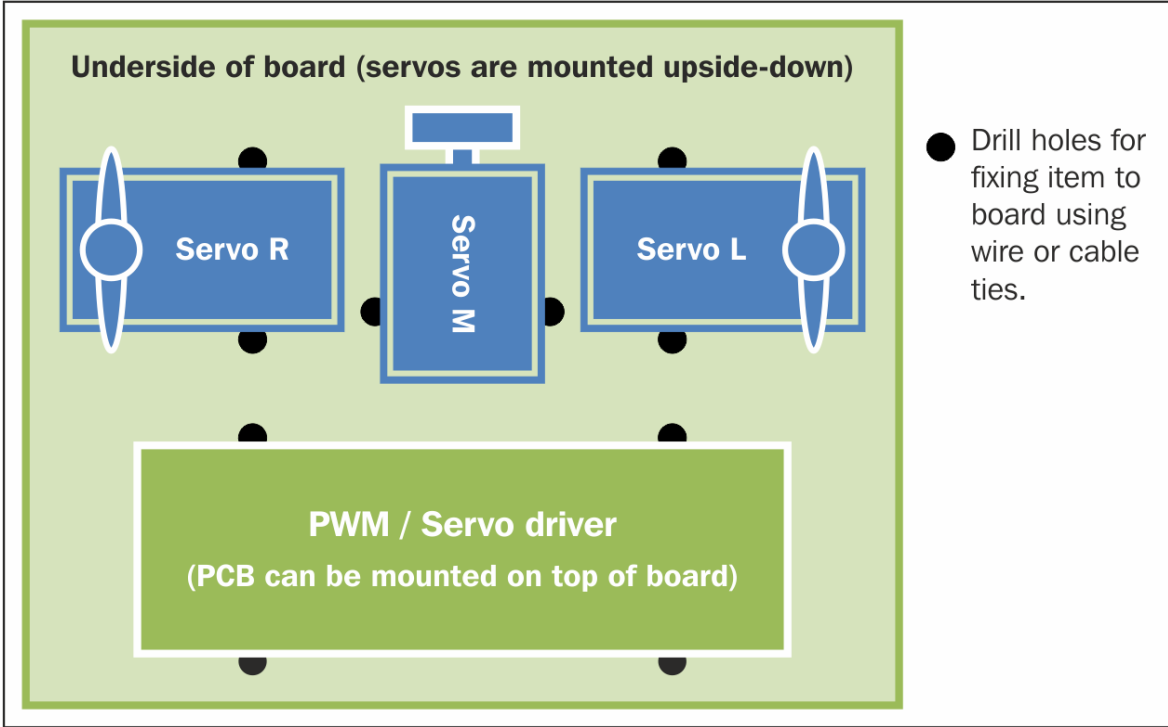 Underside of board (servos are mounted upside-down)
Servo R
Servo M
Servo L
Drill holes for
fixing item to
board using
wire or cable
ties.
PWM / Servo driver
(PCB can be mounted on top of board)